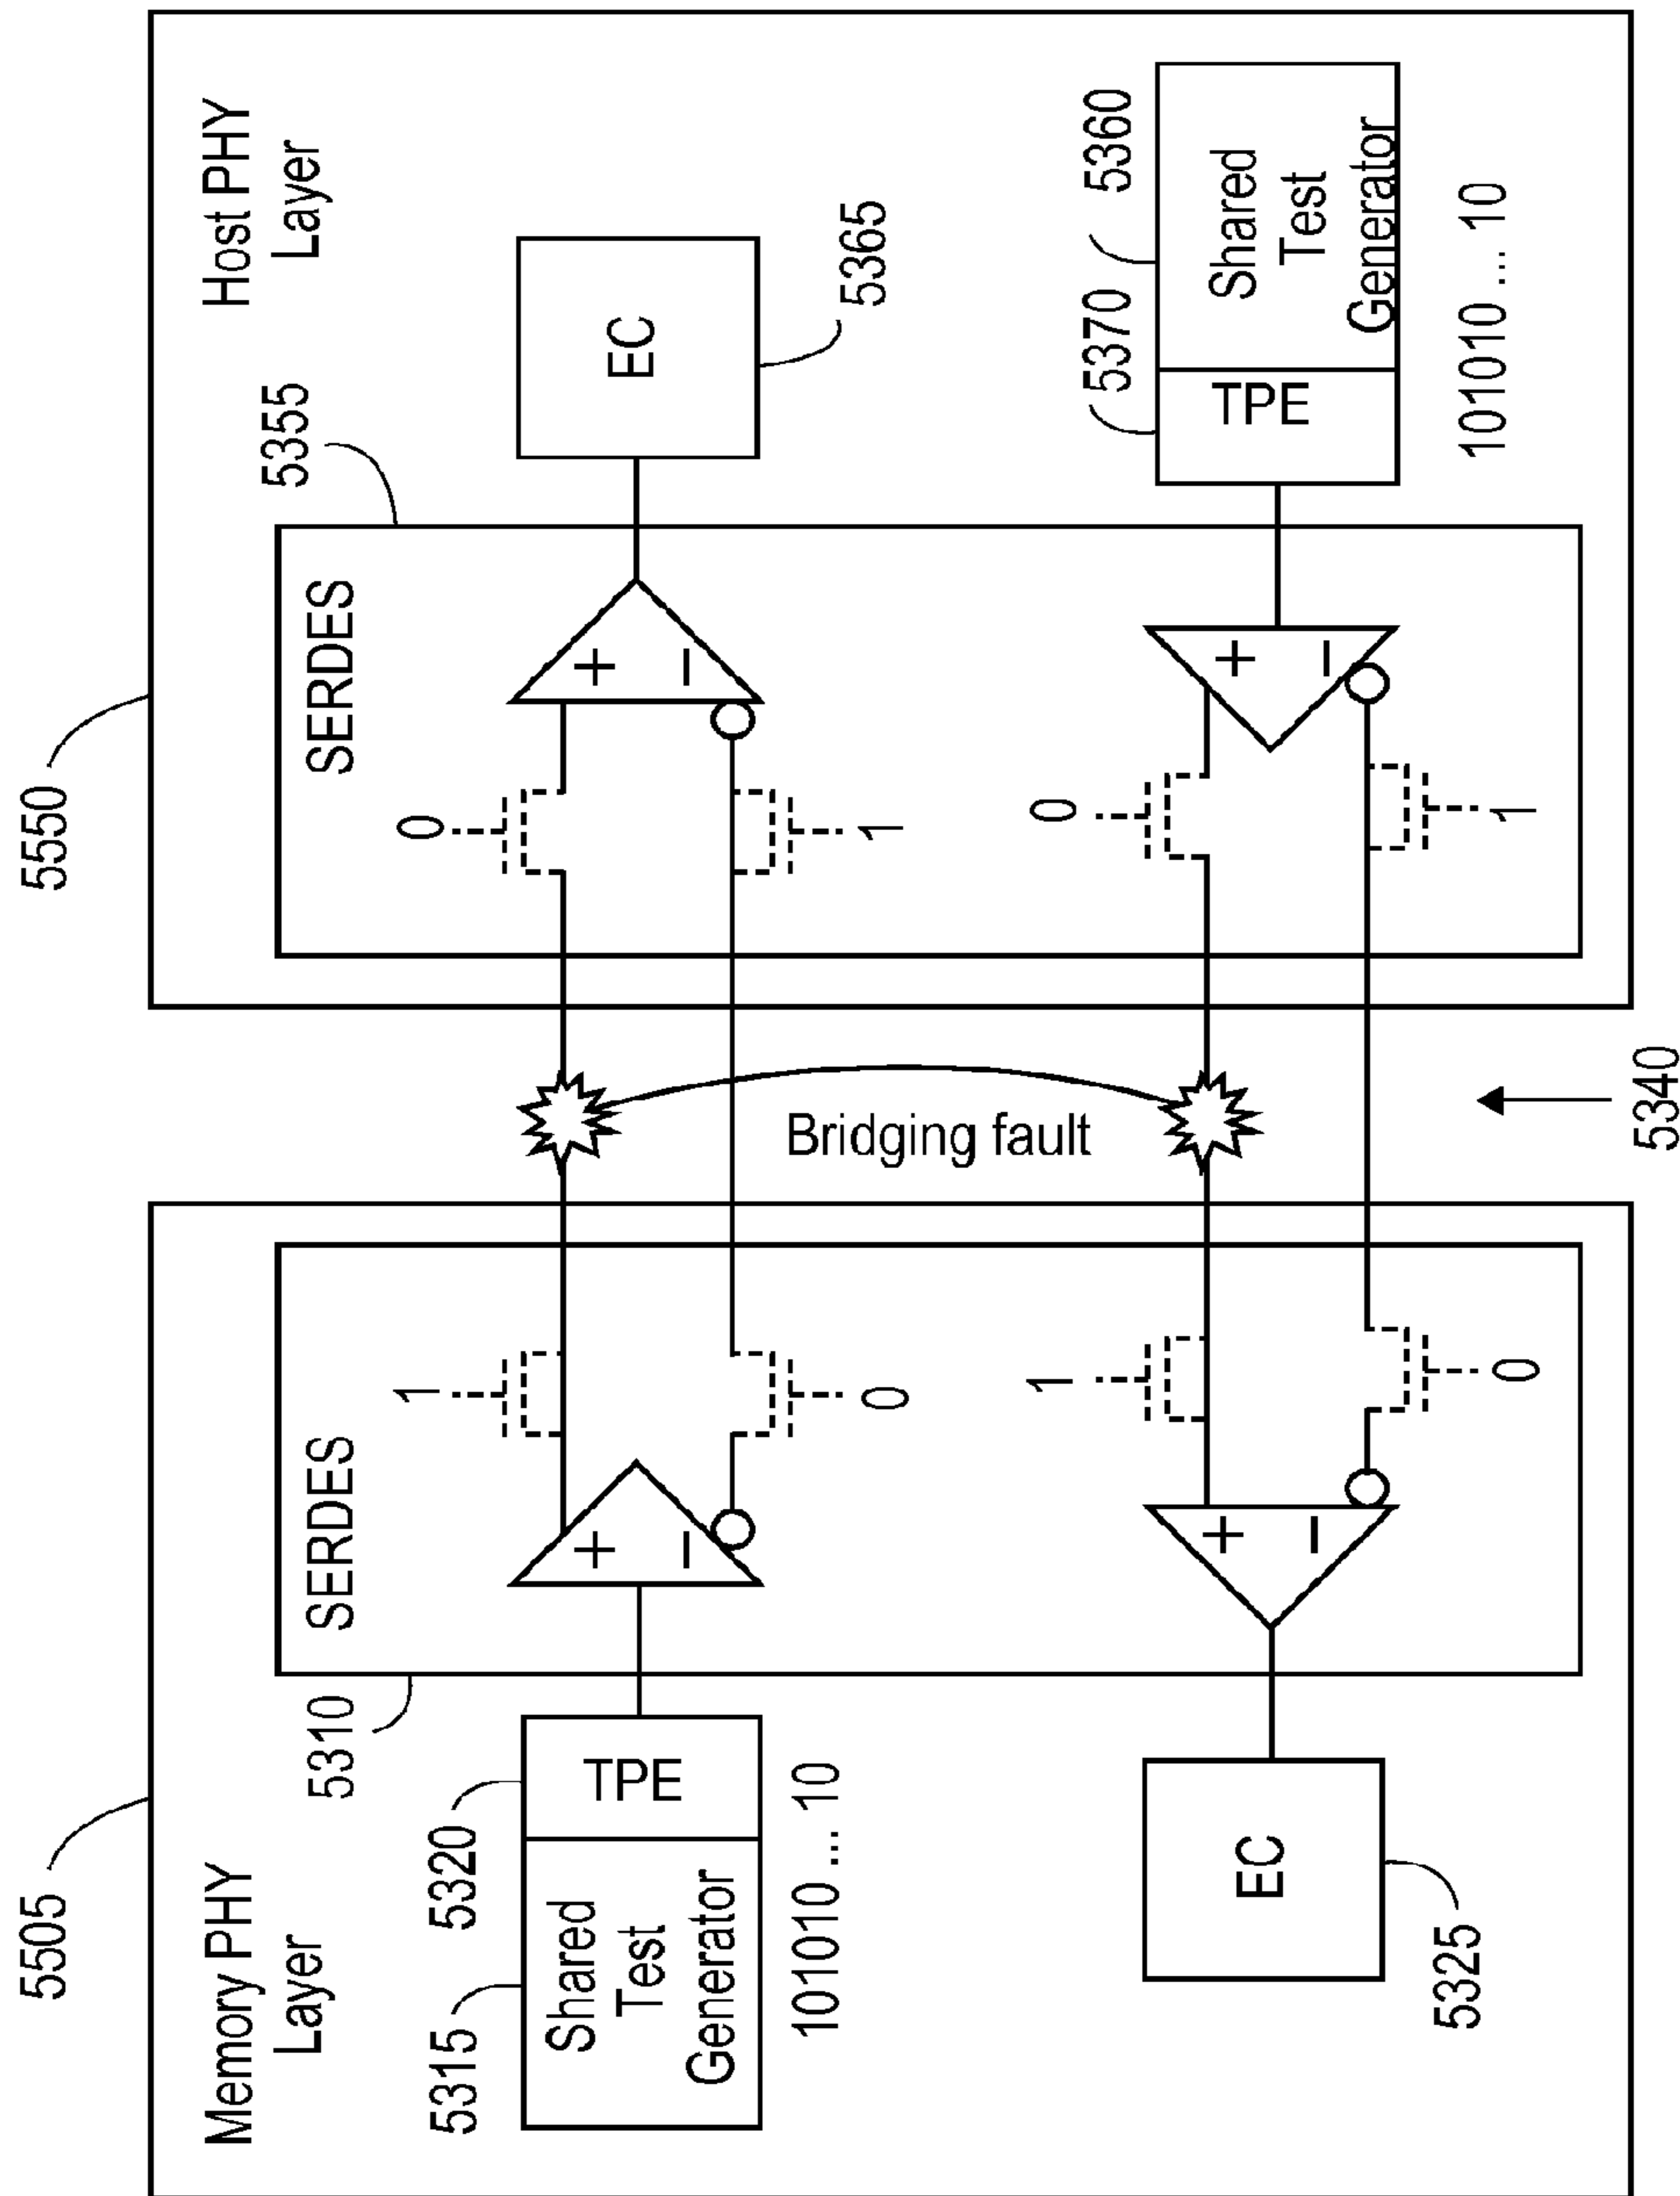 5505
Memory PHY
Layer
5310
SERDES
5315
5320
Shared
Test
Generator
TPE
101010 ... 10
1
0
+
−
EC
5325
1
0
+
−
Bridging fault
5340
5550
Host PHY
Layer
5355
SERDES
0
1
+
−
EC
5365
0
1
+
−
5370
5360
TPE
Shared
Test
Generator
101010 ... 10